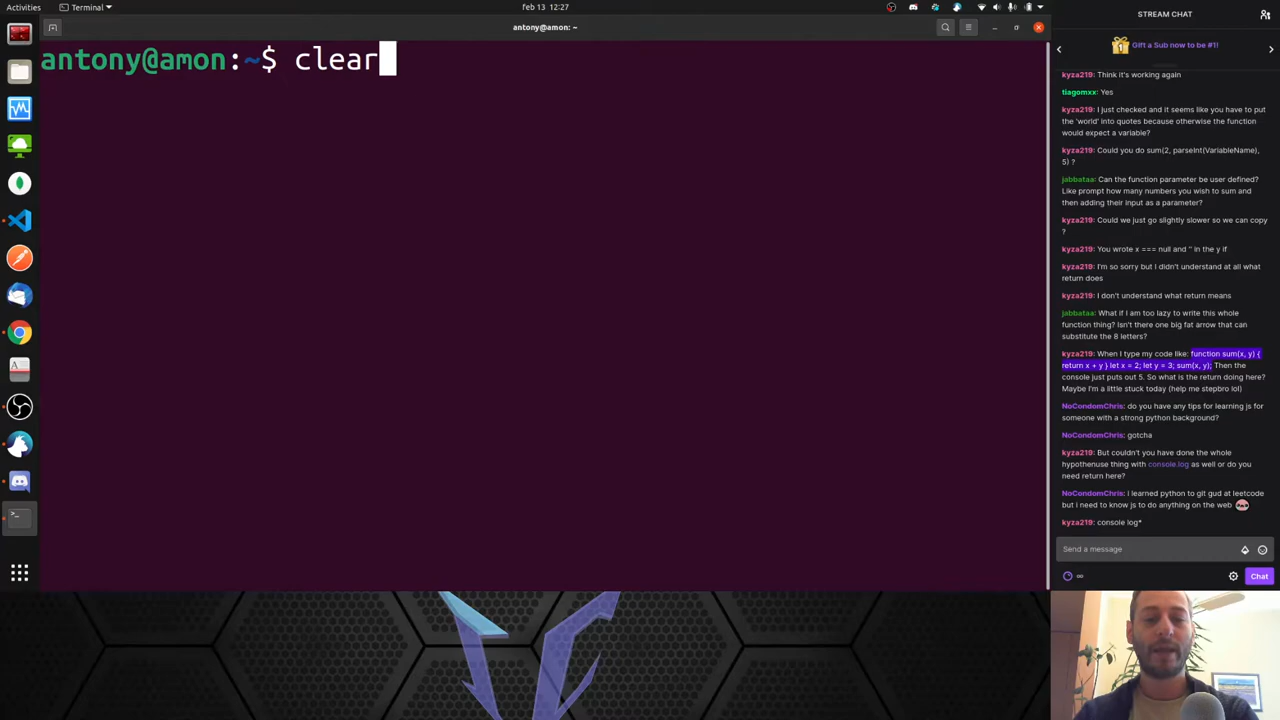 Activities
Terminal
feb 13 12:27
antony@amon: ~
antony@amon:~$ clear
>_
STREAM CHAT
Gift a Sub now to be #1!
kyza219: Think it's working again
tiagomxx: Yes
kyza219: I just checked and it seems like you have to put
the 'world' into quotes because otherwise the function
would expect a variable?
kyza219: Could you do sum(2, parseInt(VariableName),
5) ?
jabbataa: Can the function parameter be user defined?
Like prompt how many numbers you wish to sum and
then adding their input as a parameter?
kyza219: Could we just go slightly slower so we can copy
?
kyza219: You wrote x === null and '' in the y if
kyza219: I'm so sorry but I didn't understand at all what
return does
kyza219: I don't understand what return means
jabbataa: What if I am too lazy to write this whole
function thing? Isn't there one big fat arrow that can
substitute the 8 letters?
kyza219: When I type my code like: function sum(x, y) {
return x + y } let x = 2; let y = 3; sum(x, y); Then the
console just puts out 5. So what is the return doing here?
Maybe I'm a little stuck today (help me stepbro lol)
NoCondomChris: do you have any tips for learning js for
someone with a strong python background?
NoCondomChris: gotcha
kyza219: But couldn't you have done the whole
hypothenuse thing with console.log as well or do you
need return here?
NoCondomChris: i learned python to git gud at leetcode
but i need to know js to do anything on the web
kyza219: console log*
Send a message
Chat